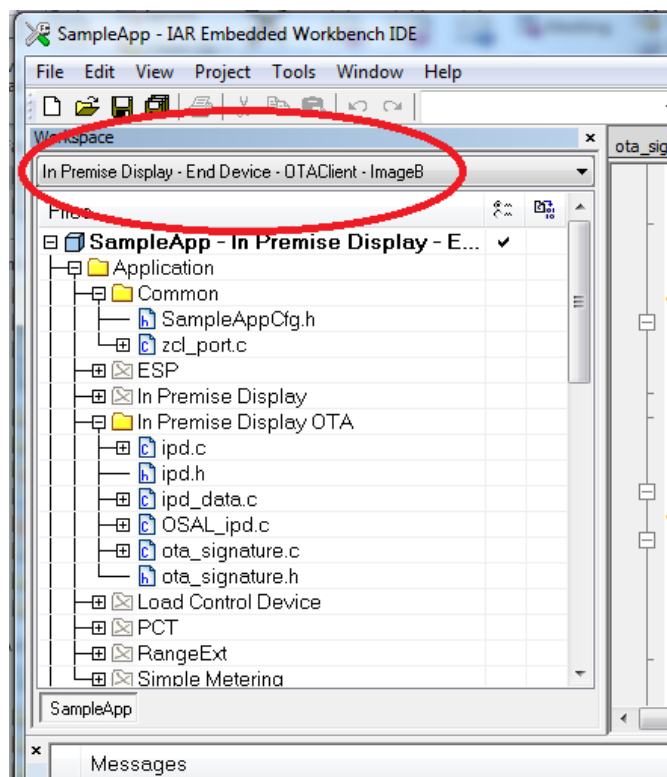 SampleApp - IAR Embedded Workbench IDE
File Edit View Project Tools Window Help
Workspace
ota_sig
In Premise Display - End Device - OTAClient - ImageB
Files
SampleApp - In Premise Display - E...
Application
Common
SampleAppCfg.h
zcl_port.c
ESP
In Premise Display
In Premise Display OTA
ipd.c
ipd.h
ipd_data.c
OSAL_ipd.c
ota_signature.c
ota_signature.h
Load Control Device
PCT
RangeExt
Simple Metering
SampleApp
Messages